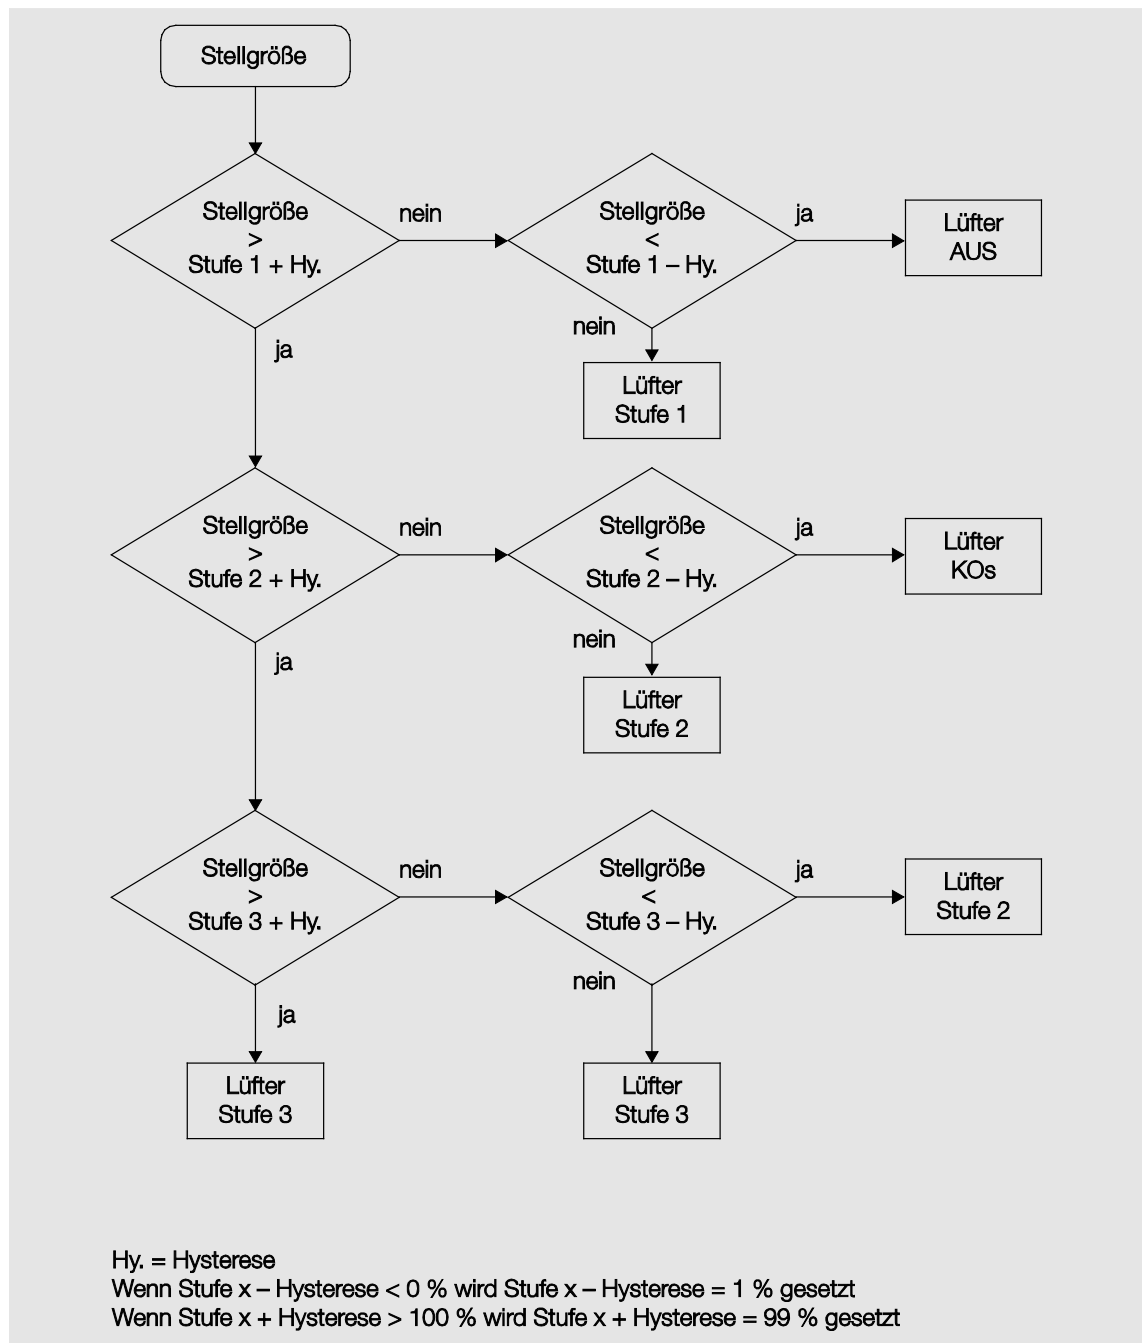 Stellgröße
Stellgröße
>
Stufe 1 + Hy.
nein
Stellgröße
<
Stufe 1 – Hy.
ja
Lüfter
AUS
nein
Lüfter
Stufe 1
ja
Stellgröße
>
Stufe 2 + Hy.
nein
Stellgröße
<
Stufe 2 – Hy.
ja
Lüfter
KOs
nein
Lüfter
Stufe 2
ja
Stellgröße
>
Stufe 3 + Hy.
nein
Stellgröße
<
Stufe 3 – Hy.
ja
Lüfter
Stufe 2
nein
Lüfter
Stufe 3
ja
Lüfter
Stufe 3
Hy. = Hysterese
Wenn Stufe x – Hysterese < 0 % wird Stufe x – Hysterese = 1 % gesetzt
Wenn Stufe x + Hysterese > 100 % wird Stufe x + Hysterese = 99 % gesetzt